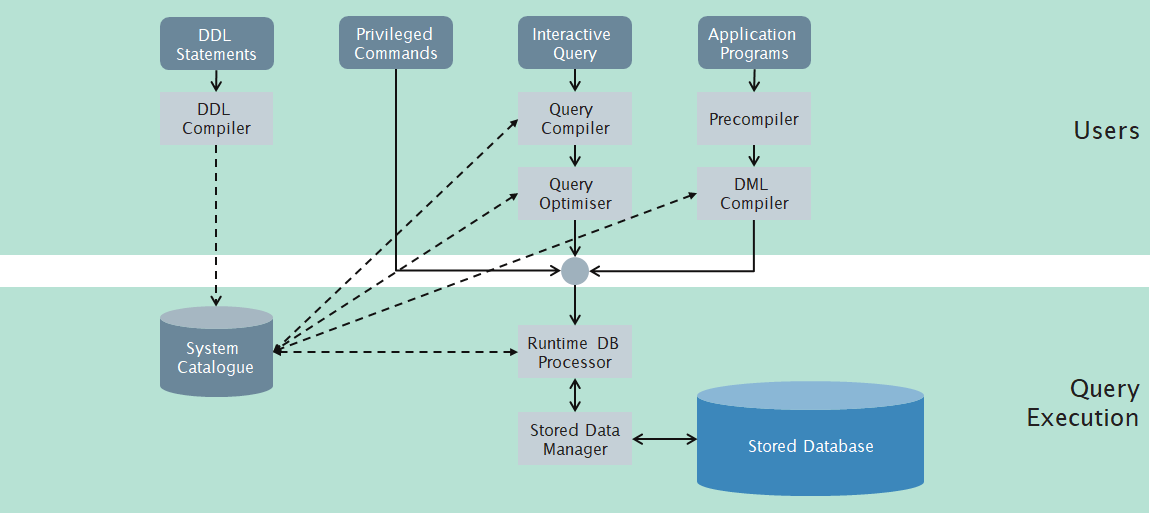 DDL
Statements
Privileged
Commands
Interactive
Query
Application
Programs
DDL
Compiler
Query
Compiler
Precompiler
Users
Query
Optimiser
DML
Compiler
System
Catalogue
Runtime DB
Processor
Query
Execution
Stored Data
Manager
Stored Database